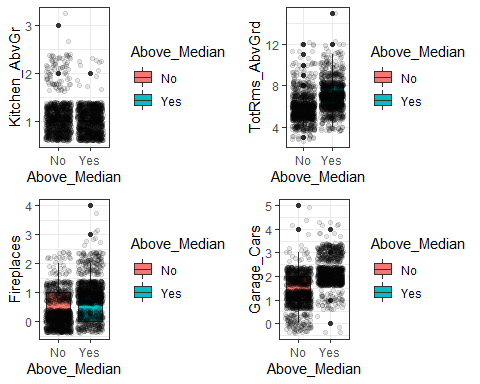 Kitchen_AbvGr
3
2
1
No
Yes
Above_Median
Above_Median
No
Yes
TotRms_AbvGrd
12
8
4
No
Yes
Above_Median
Above_Median
No
Yes
Fireplaces
4
3
2
1
0
No
Yes
Above_Median
Above_Median
No
Yes
Garage_Cars
5
4
3
2
1
0
No
Yes
Above_Median
Above_Median
No
Yes